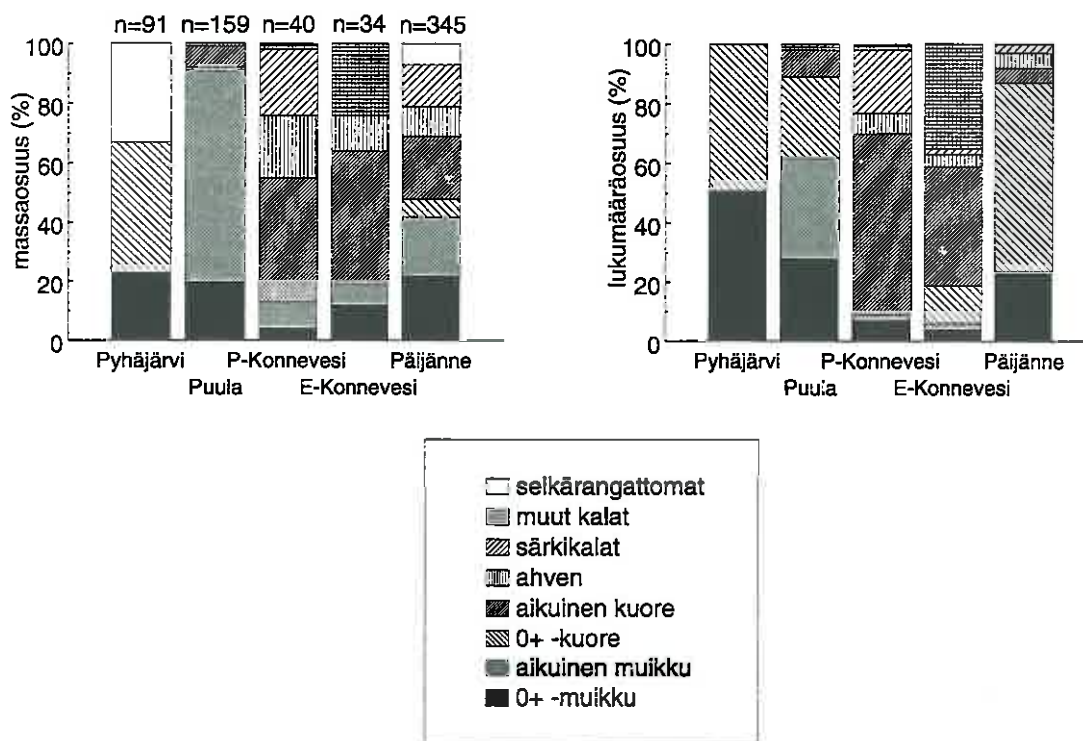 n=91 n=159 n=40 n=34 n=345
massaosuus (%)
100
80
60
40
20
0
Pyhäjärvi P-Konnevesi Päijänne
Puula E-Konnevesi
lukumääräosuus (%)
100
80
60
40
20
0
Pyhäjärvi P-Konnevesi Päijänne
Puula E-Konnevesi
selkärangattomat
muut kalat
särkikalat
ahven
aikuinen kuore
0+ -kuore
aikuinen muikku
0+ -muikku